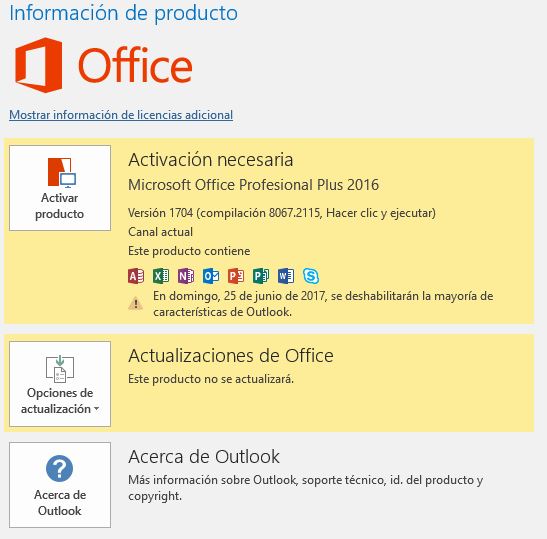 Información de producto
Office
Mostrar información de licencias adicional
Activar
producto
Activación necesaria
Microsoft Office Profesional Plus 2016
Versión 1704 (compilación 8067.2115, Hacer clic y ejecutar)
Canal actual
Este producto contiene
En domingo, 25 de junio de 2017, se deshabilitarán la mayoría de
características de Outlook.
Opciones de
actualización
Actualizaciones de Office
Este producto no se actualizará.
Acerca de
Outlook
Acerca de Outlook
Más información sobre Outlook, soporte técnico, id. del producto y
copyright.